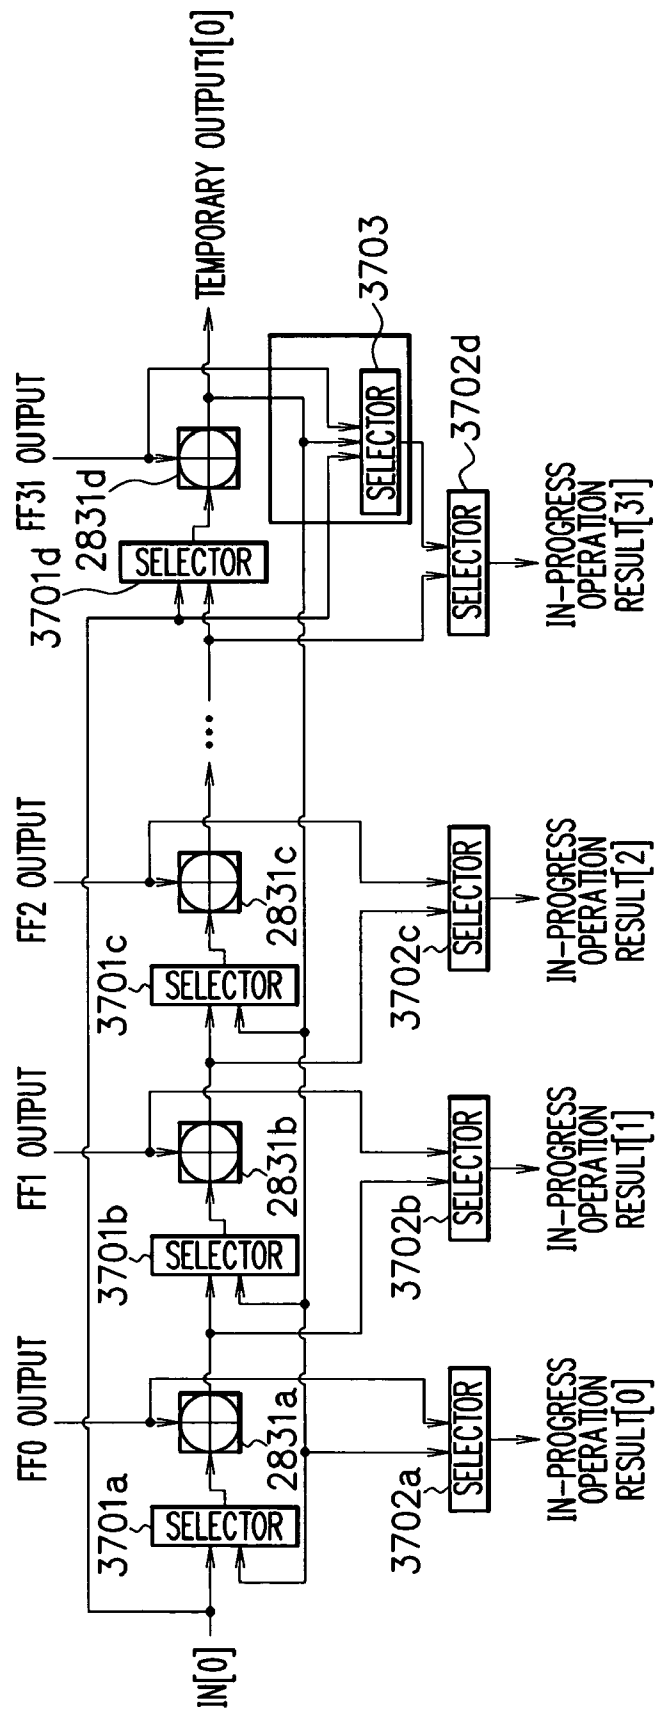 FF0 OUTPUT
FF1 OUTPUT
FF2 OUTPUT
FF31 OUTPUT
3701a
3701b
3701c
3701d
2831d
IN[0]
SELECTOR
SELECTOR
SELECTOR
SELECTOR
TEMPORARY OUTPUT1[0]
2831a
2831b
2831c
3703
SELECTOR
3702a
3702b
3702c
3702d
SELECTOR
SELECTOR
SELECTOR
SELECTOR
IN-PROGRESS
OPERATION
RESULT[0]
IN-PROGRESS
OPERATION
RESULT[1]
IN-PROGRESS
OPERATION
RESULT[2]
IN-PROGRESS
OPERATION
RESULT[31]